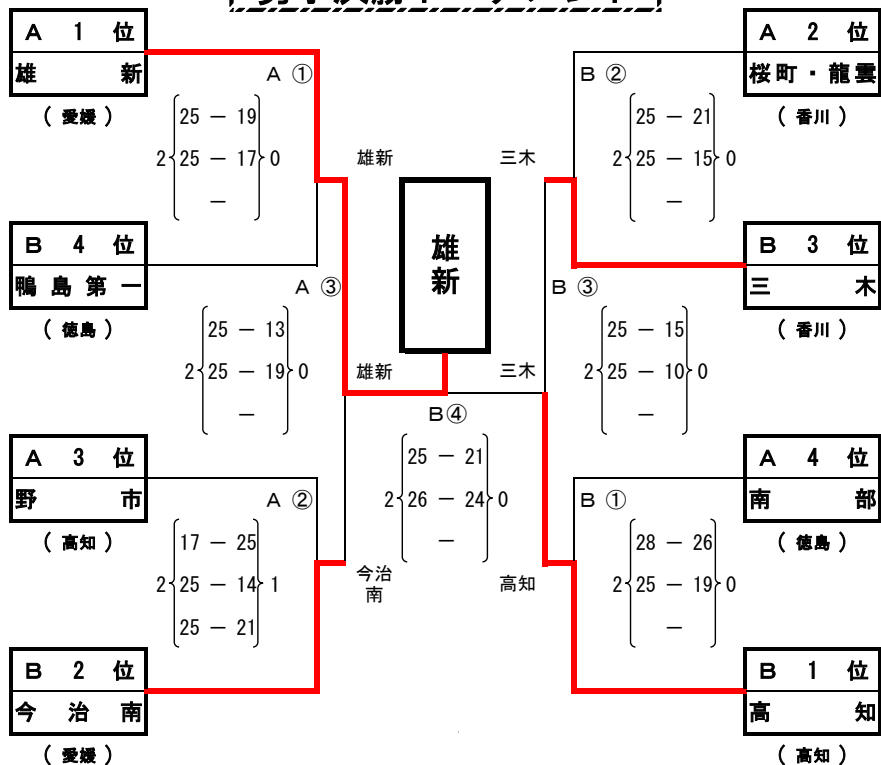 A 1 位
雄 新
( 愛媛 )
A ①
25 － 19
2 25 － 17 0
－
雄新
B 4 位
鴨 島 第 一
( 徳島 )
A ③
25 － 13
2 25 － 19 0
－
雄新
A 3 位
野 市
( 高知 )
A ②
17 － 25
2 25 － 14 1
25 － 21
今治
南
B 2 位
今 治 南
( 愛媛 )
雄
新
B④
25 － 21
2 26 － 24 0
－
A 2 位
桜町・龍雲
( 香川 )
B ②
25 － 21
2 25 － 15 0
－
三木
B 3 位
三 木
( 香川 )
B ③
25 － 15
2 25 － 10 0
－
三木
A 4 位
南 部
( 徳島 )
B ①
28 － 26
2 25 － 19 0
－
高知
B 1 位
高 知
( 高知 )